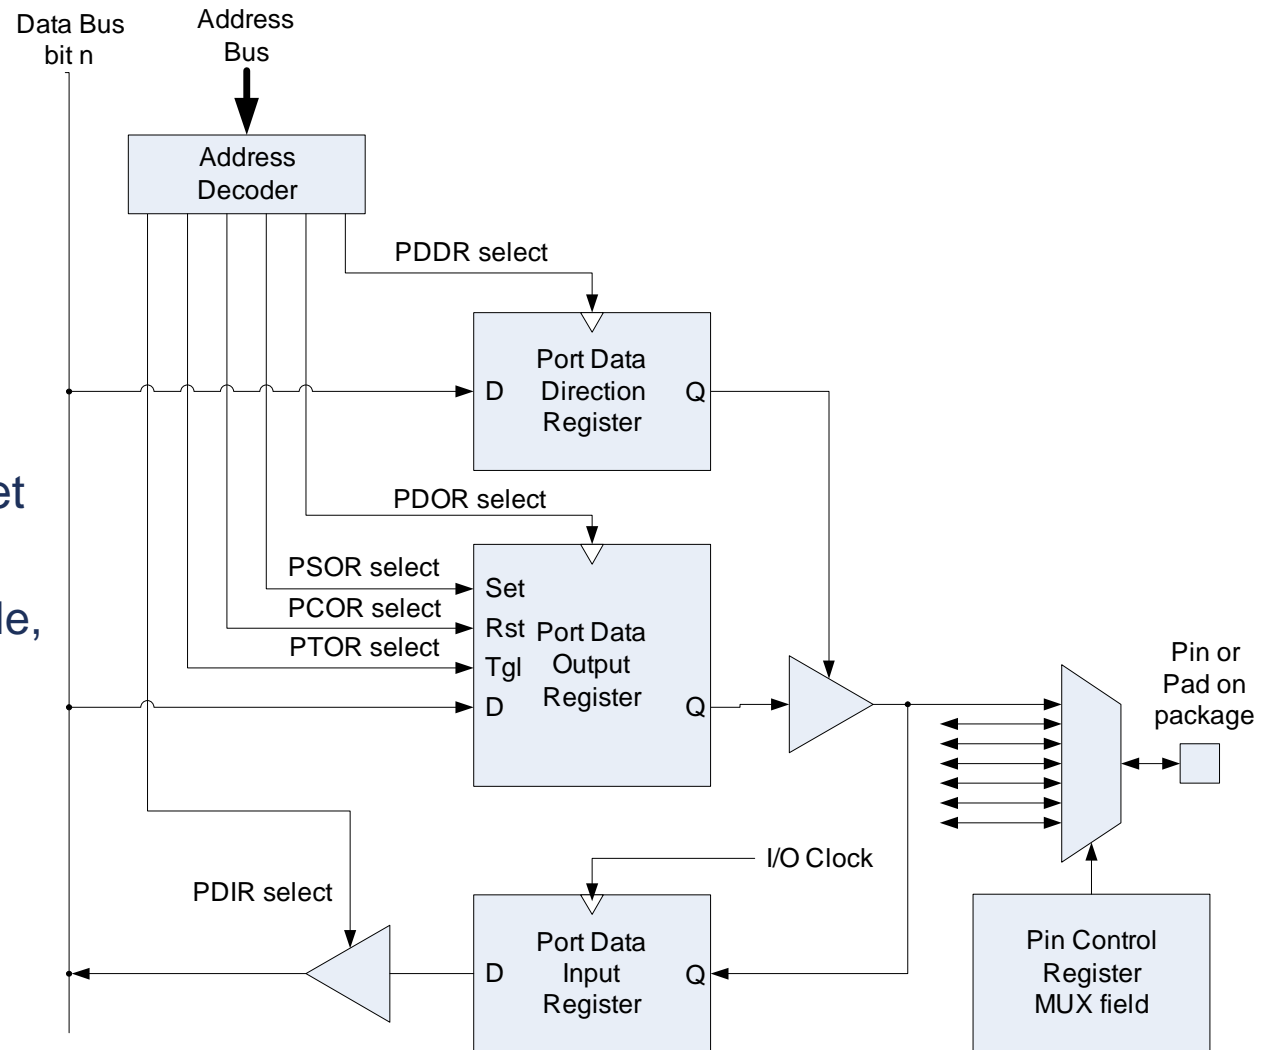 Data Bus
bit n
Address
Bus
Address
Decoder
PDDR select
Port Data
Direction
Register
D
Q
PDOR select
PSOR select
PCOR select
PTOR select
Set
Rst
Tgl
D
Port Data
Output
Register
Q
et
le,
Pin or
Pad on
package
I/O Clock
PDIR select
Port Data
Input
Register
D
Q
Pin Control
Register
MUX field